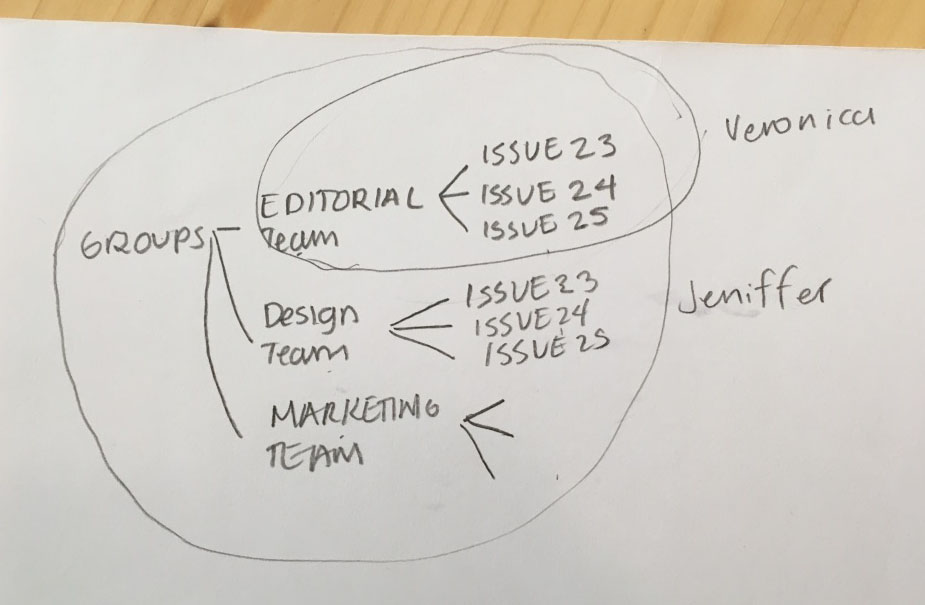 Veronica
ISSUE 23
EDITORIAL ISSUE 24
Team ISSUE 25
GROUPS
Jeniffer
ISSUE 23
Design ISSUE 24
Team ISSUE 25
MARKETING
TEAM